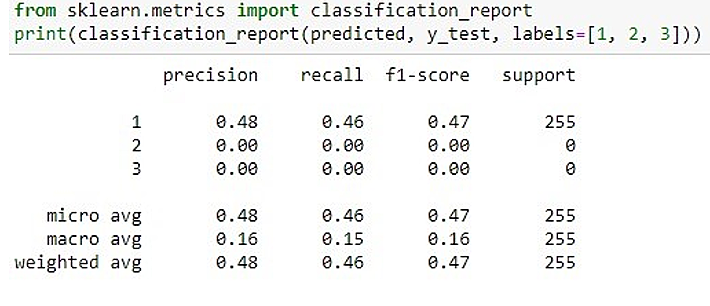 from sklearn.metrics import classification_report
print(classification_report(predicted, y_test, labels=[1, 2, 3]))
precision recall f1-score support
1 0.48 0.46 0.47 255
2 0.00 0.00 0.00 0
3 0.00 0.00 0.00 0
micro avg 0.48 0.46 0.47 255
macro avg 0.16 0.15 0.16 255
weighted avg 0.48 0.46 0.47 255